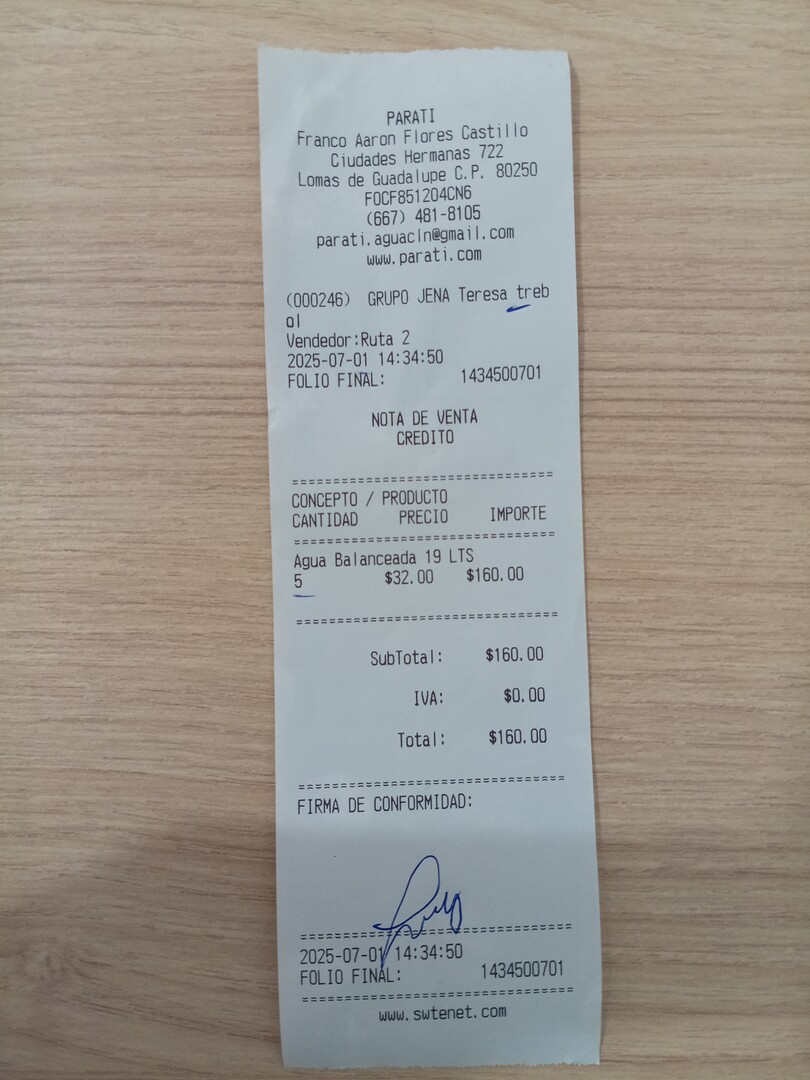 PARATI
Franco Aaron Flores Castillo
Ciudades Hermanas 722
Lomas de Guadalupe C.P. 80250
FOCF851204CN6
(667) 481-8105
parati.aguacln@gmail.com
www.parati.com
(000246) GRUPO JENA Teresa treb
ol
Vendedor:Ruta 2
2025-07-01 14:34:50
FOLIO FINAL: 1434500701
NOTA DE VENTA
CREDITO
================================
CONCEPTO / PRODUCTO
CANTIDAD PRECIO IMPORTE
================================
Agua Balanceada 19 LTS
5 $32.00 $160.00
================================
SubTotal: $160.00
IVA: $0.00
Total: $160.00
================================
FIRMA DE CONFORMIDAD:
================================
2025-07-01 14:34:50
FOLIO FINAL: 1434500701
================================
www.swtenet.com